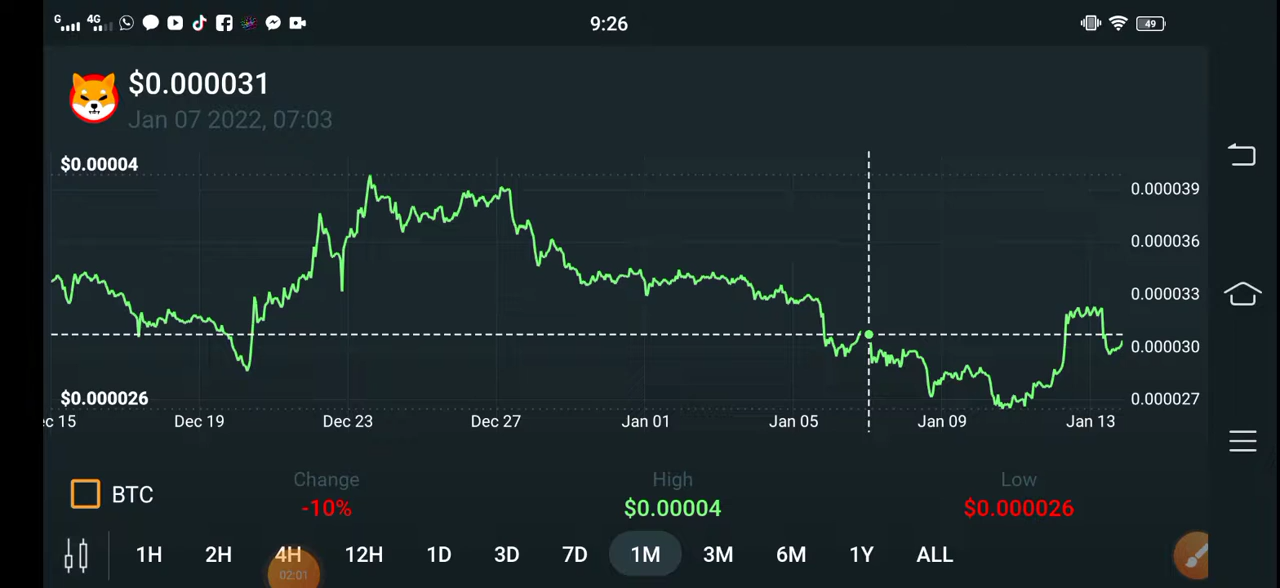 G 4G 9:26 49
$0.000031
Jan 07 2022, 07:03
$0.00004
0.000039
0.000036
0.000033
0.000030
$0.000026
0.000027
c 15 Dec 19 Dec 23 Dec 27 Jan 01 Jan 05 Jan 09 Jan 13
Change High Low
BTC -10% $0.00004 $0.000026
1H 2H 4H 12H 1D 3D 7D 1M 3M 6M 1Y ALL
02:01